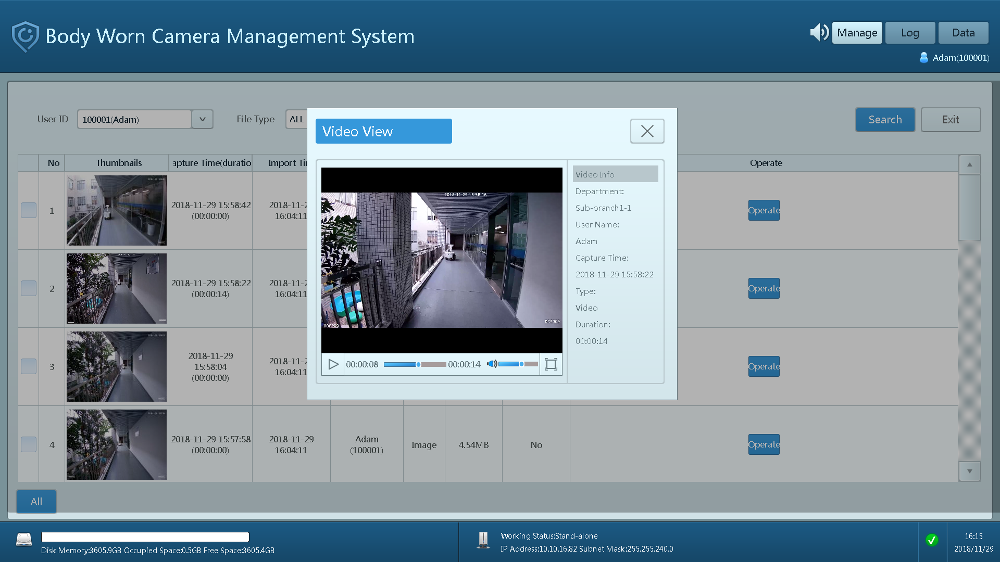 Body Worn Camera Management System
Manage
Log
Data
Adam(100001)
User ID
100001(Adam)
File Type
ALL
Search
Exit
Video View
No
Thumbnails
apture Time(duratio
Import Ti
Operate
1
2018-11-29 15:58:42
(00:00:00)
2018-11-2
16:04:11
Operate
2
2018-11-29 15:58:22
(00:00:14)
2018-11-2
16:04:11
Operate
3
2018-11-29
15:58:04
(00:00:00)
2018-11-2
16:04:11
Operate
4
2018-11-29 15:57:58
(00:00:00)
2018-11-29
16:04:11
Adam
(100001)
Image
4.54MB
No
Operate
2018-11-29 15:58:16
000000
000000
00:00:08
00:00:14
Video Info
Department:
Sub-branch1-1
User Name:
Adam
Capture Time:
2018-11-29 15:58:22
Type:
Video
Duration:
00:00:14
All
Disk Memory:3605.9GB Occupied Space:0.5GB Free Space:3605.4GB
Working Status:Stand-alone
IP Address:10.10.16.82 Subnet Mask:255.255.240.0
16:15
2018/11/29